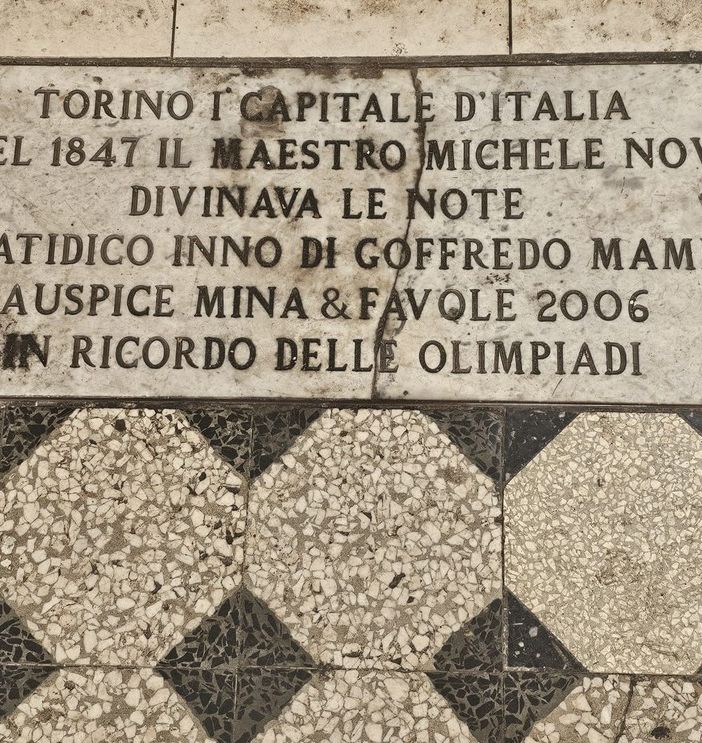 TORINO I CAPITALE D'ITALIA
EL 1847 IL MAESTRO MICHELE NOV
DIVINAVA LE NOTE
ATIDICO INNO DI GOFFREDO MAM
AUSPICE MINA & FAVOLE 2006
IN RICORDO DELLE OLIMPIADI